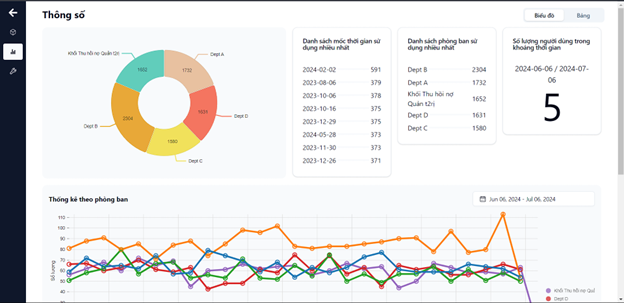 Thông số
Biểu đồ
Bảng
Khối Thu hồi nợ Quận t2rị
1652
Dept A
1732
Dept D
1631
Dept C
1580
Dept B
2304
Danh sách mốc thời gian sử
dụng nhiều nhất
2024-02-02 591
2023-08-06 379
2023-10-06 378
2023-10-16 375
2023-12-29 375
2024-05-28 373
2023-11-30 373
2023-12-26 371
Danh sách phòng ban sử
dụng nhiều nhất
Dept B 2304
Dept A 1732
Khối Thu hồi nợ
Quản t2rị 1652
Dept D 1631
Dept C 1580
Số lượng người dùng trong
khoảng thời gian
2024-06-06 / 2024-07-
06
5
Thống kê theo phòng ban
Jun 06, 2024 - Jul 06, 2024
Số lượng
110
100
90
80
70
60
50
40
30
Khối Thu hồi nợ Quả
Dept D